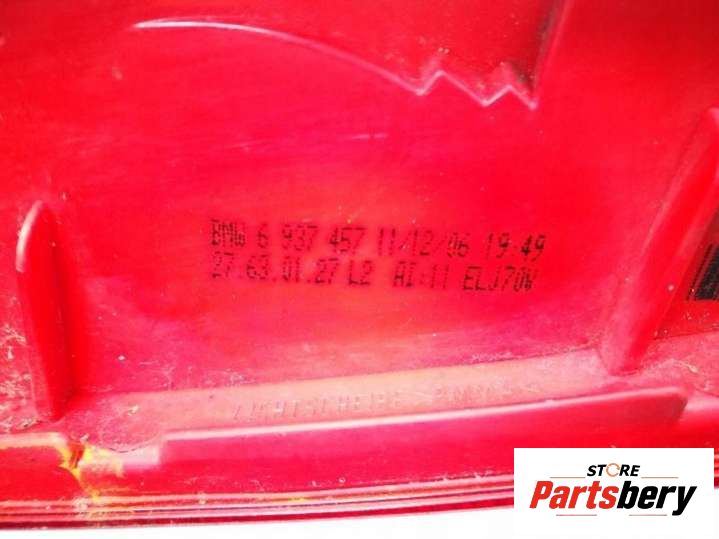 BMW 6 937 457 11/12/06 19:49
27.63.01.27 L2 AI:11 ELJ70W
LICHTSCHEIBE
STORE
Partsbery